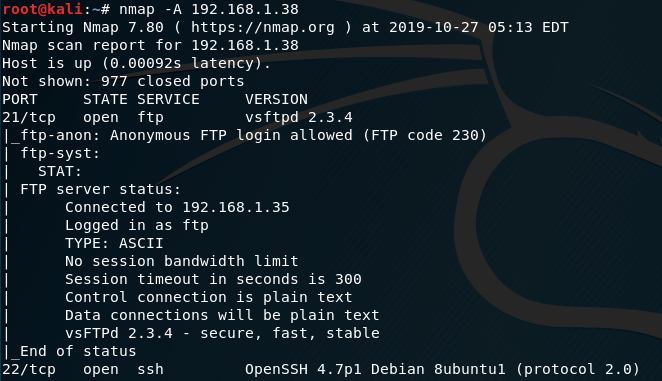 root@kali:~# nmap -A 192.168.1.38
Starting Nmap 7.80 ( https://nmap.org ) at 2019-10-27 05:13 EDT
Nmap scan report for 192.168.1.38
Host is up (0.00092s latency).
Not shown: 977 closed ports
PORT     STATE SERVICE     VERSION
21/tcp   open  ftp         vsftpd 2.3.4
|_ftp-anon: Anonymous FTP login allowed (FTP code 230)
| ftp-syst:
|   STAT:
| FTP server status:
|      Connected to 192.168.1.35
|      Logged in as ftp
|      TYPE: ASCII
|      No session bandwidth limit
|      Session timeout in seconds is 300
|      Control connection is plain text
|      Data connections will be plain text
|      vsFTPd 2.3.4 - secure, fast, stable
|_End of status
22/tcp   open  ssh         OpenSSH 4.7p1 Debian 8ubuntu1 (protocol 2.0)